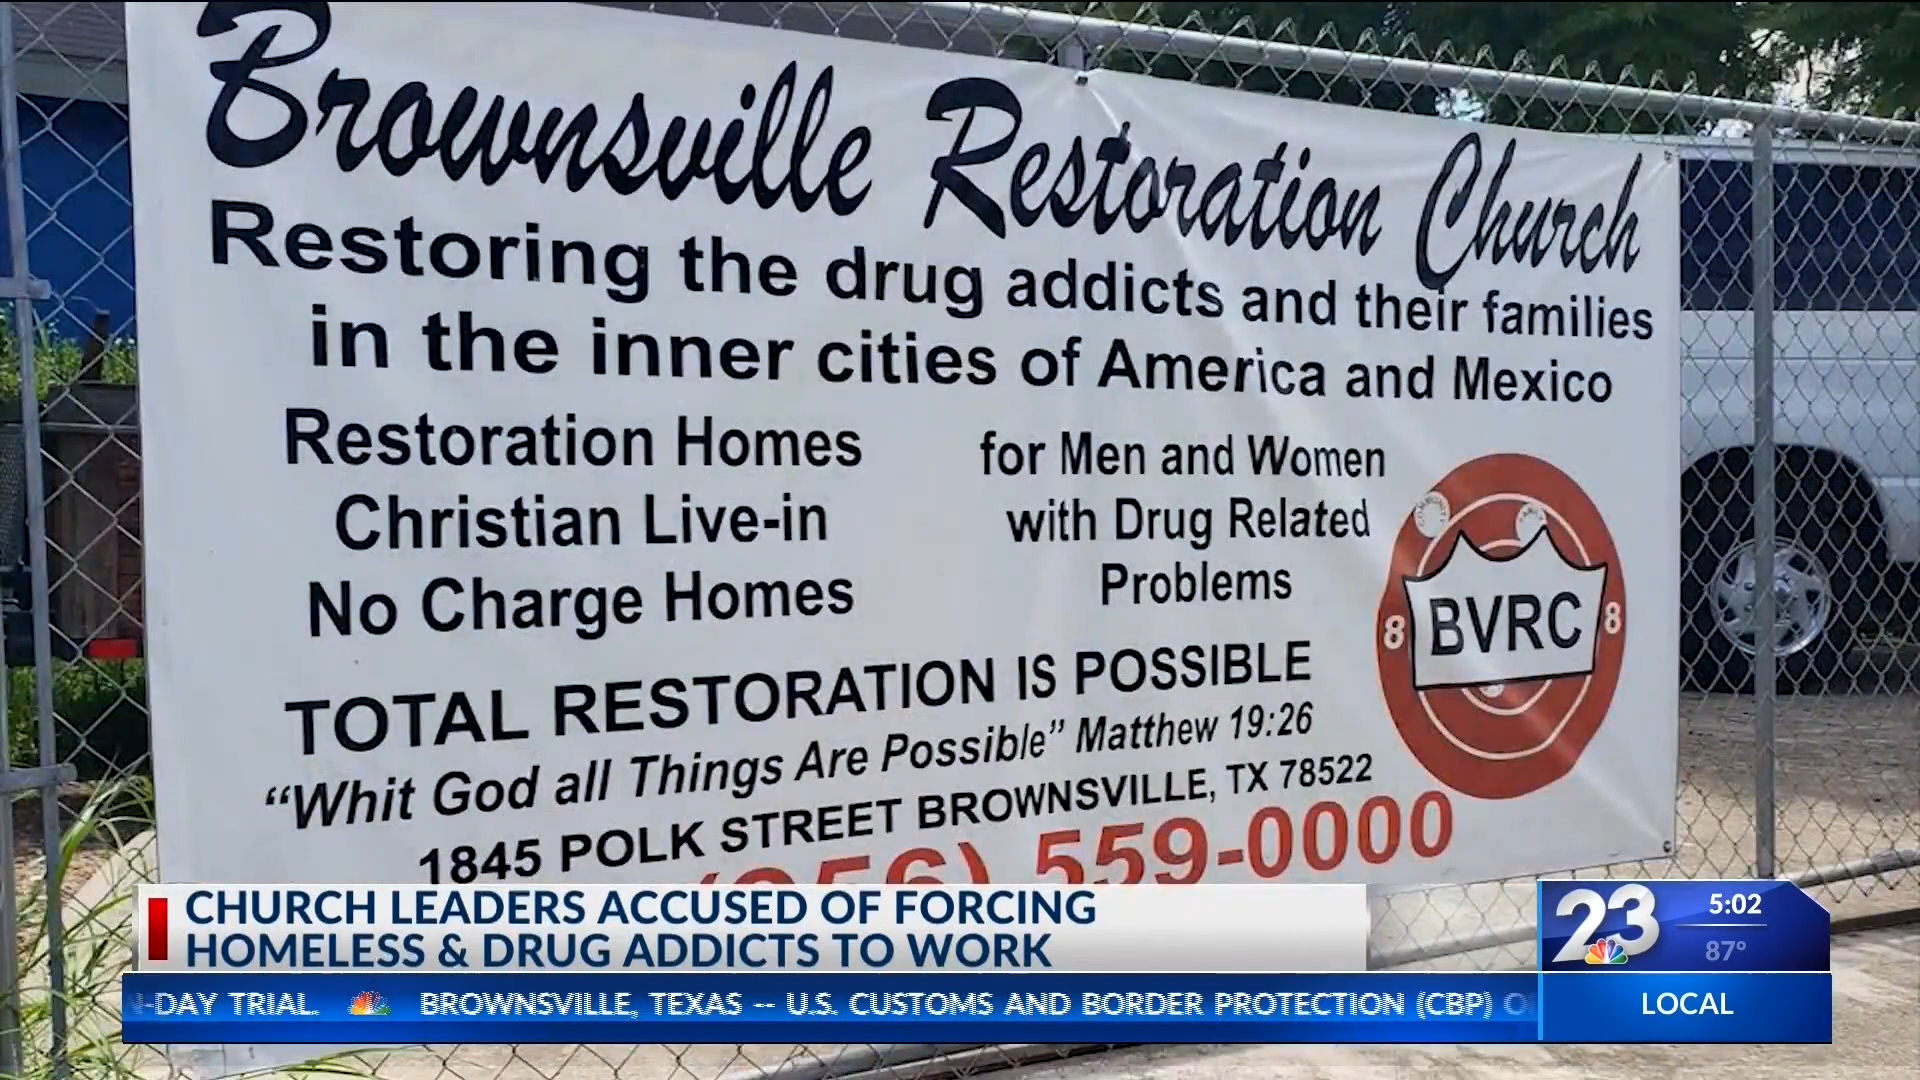 Brownsville Restoration Church
Restoring the drug addicts and their families
in the inner cities of America and Mexico
Restoration Homes
Christian Live-in
No Charge Homes
for Men and Women
with Drug Related
Problems
8 BVRC 8
TOTAL RESTORATION IS POSSIBLE
“Whit God all Things Are Possible” Matthew 19:26
1845 POLK STREET BROWNSVILLE, TX 78522
(956) 559-0000
CHURCH LEADERS ACCUSED OF FORCING
HOMELESS & DRUG ADDICTS TO WORK
23
5:02
87°
-DAY TRIAL. BROWNSVILLE, TEXAS -- U.S. CUSTOMS AND BORDER PROTECTION (CBP)
LOCAL